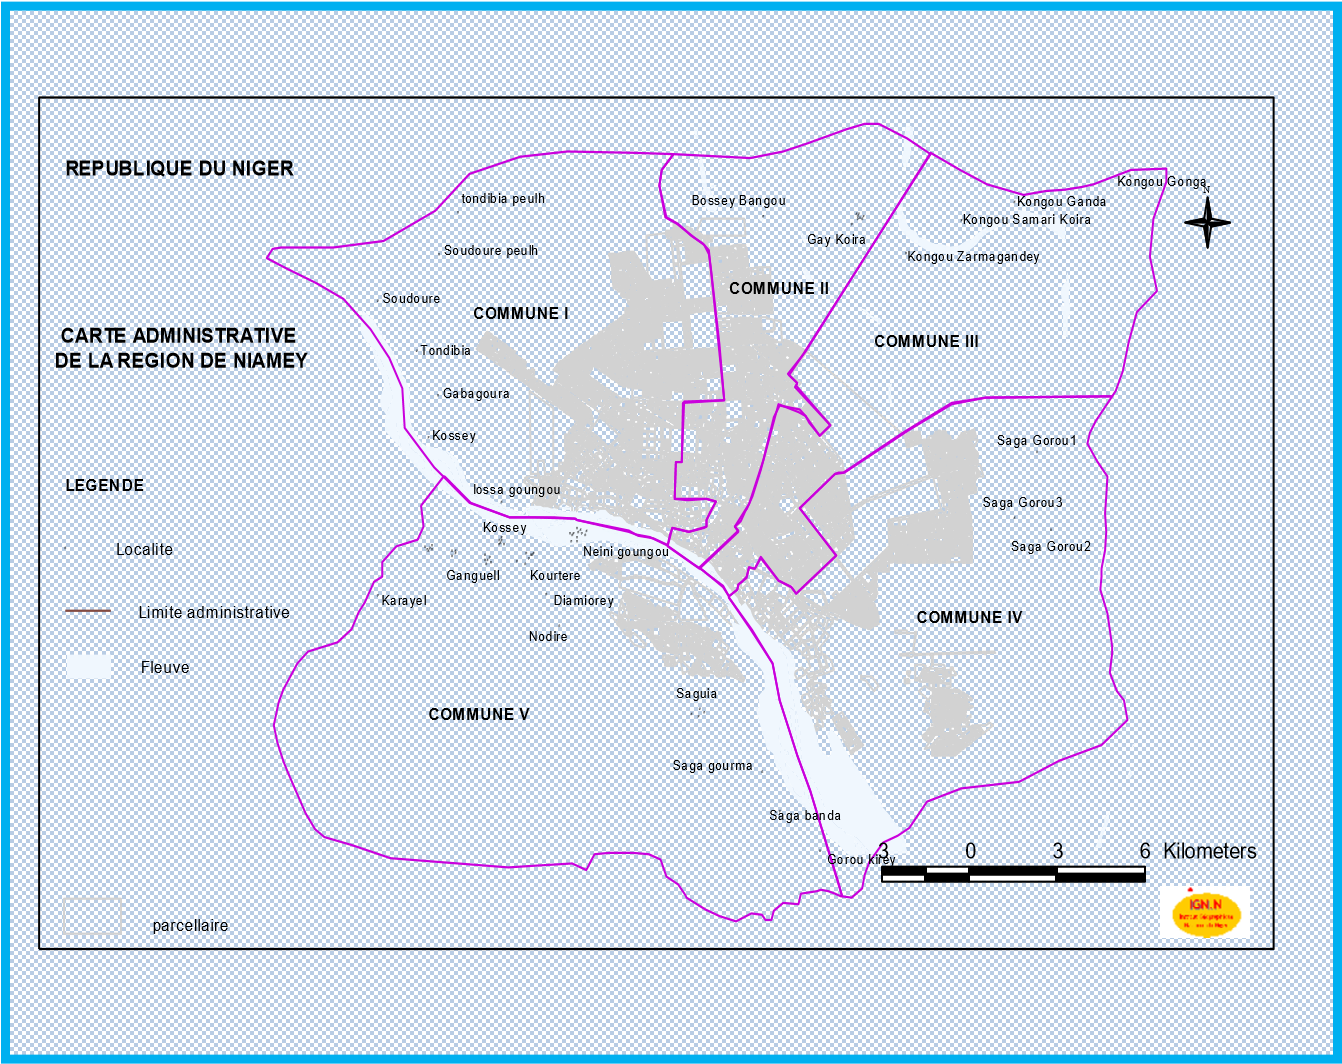 REPUBLIQUE DU NIGER
CARTE ADMINISTRATIVE
DE LA REGION DE NIAMEY
LEGENDE
Localite
Limite administrative
Fleuve
parcellaire
tondibia peulh
Soudoure peulh
Soudoure
COMMUNE I
Tondibia
Gabagoura
Kossey
Bossey Bangou
Gay Koira
COMMUNE II
Kongou Gonga
N
Kongou Ganda
Kongou Samari Koira
Kongou Zarmagandey
COMMUNE III
Saga Gorou1
Saga Gorou3
Saga Gorou2
COMMUNE IV
lossa goungou
Kossey
Neini goungou
Ganguell
Kourtere
Karayel
Diamiorey
Nodire
COMMUNE V
Saguia
Saga gourma
Saga banda
Gorou Kirey
3 0 3 6 Kilometers
IGN.N